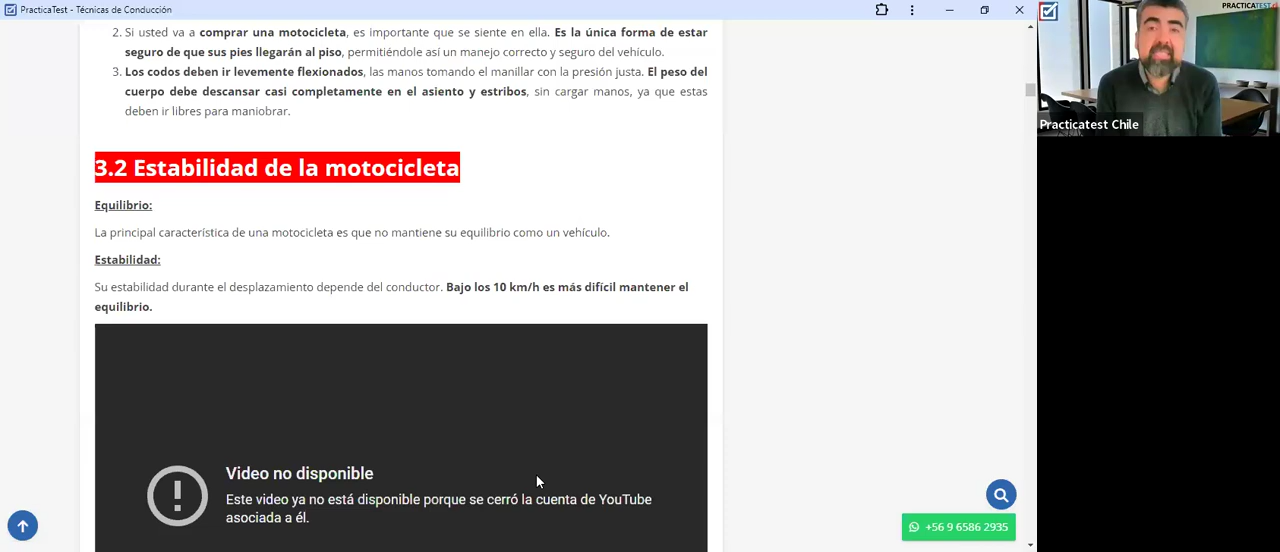 PracticaTest - Técnicas de Conducción
PRACTICATEST.cl
2. Si usted va a comprar una motocicleta, es importante que se siente en ella. Es la única forma de estar
seguro de que sus pies llegarán al piso, permitiéndole así un manejo correcto y seguro del vehículo.
3. Los codos deben ir levemente flexionados, las manos tomando el manillar con la presión justa. El peso del
cuerpo debe descansar casi completamente en el asiento y estribos, sin cargar manos, ya que estas
deben ir libres para maniobrar.
Practicatest Chile
3.2 Estabilidad de la motocicleta
Equilibrio:
La principal característica de una motocicleta es que no mantiene su equilibrio como un vehículo.
Estabilidad:
Su estabilidad durante el desplazamiento depende del conductor. Bajo los 10 km/h es más difícil mantener el
equilibrio.
Video no disponible
Este video ya no está disponible porque se cerró la cuenta de YouTube
asociada a él.
+56 9 6586 2935